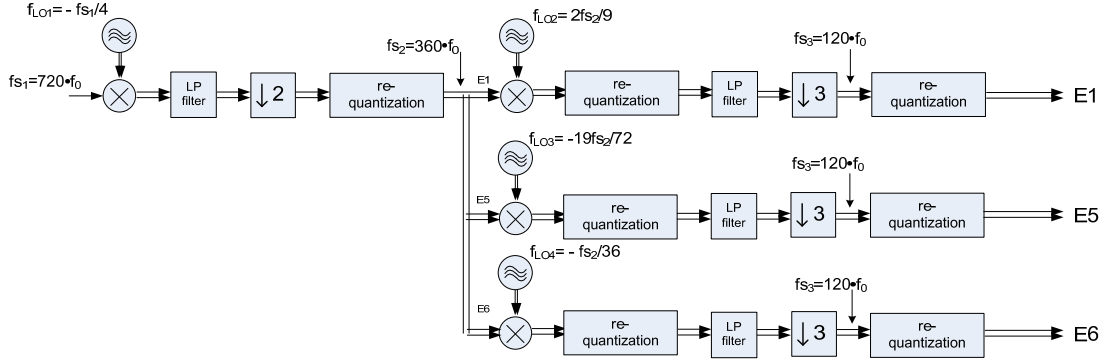 fLO1= - fs1/4
fs1=720•f0
LP
filter
↓2
re-
quantization
fs2=360•f0
E1
fLO2= 2fs2/9
re-
quantization
LP
filter
↓3
fs3=120•f0
re-
quantization
E1
fLO3= -19fs2/72
E5
re-
quantization
LP
filter
↓3
fs3=120•f0
re-
quantization
E5
fLO4= - fs2/36
E6
re-
quantization
LP
filter
↓3
fs3=120•f0
re-
quantization
E6